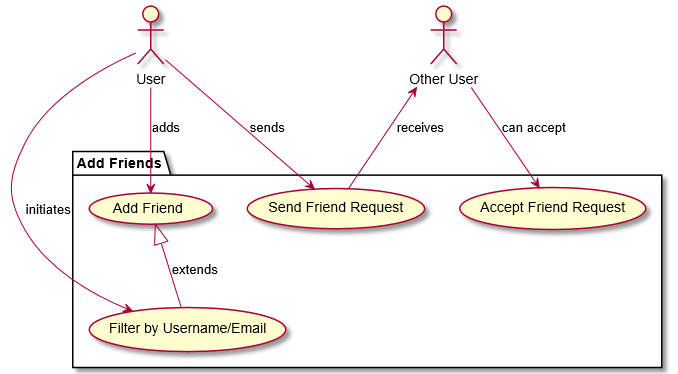 User
Other User
adds
sends
receives
can accept
Add Friends
Add Friend
Send Friend Request
Accept Friend Request
initiates
extends
Filter by Username/Email